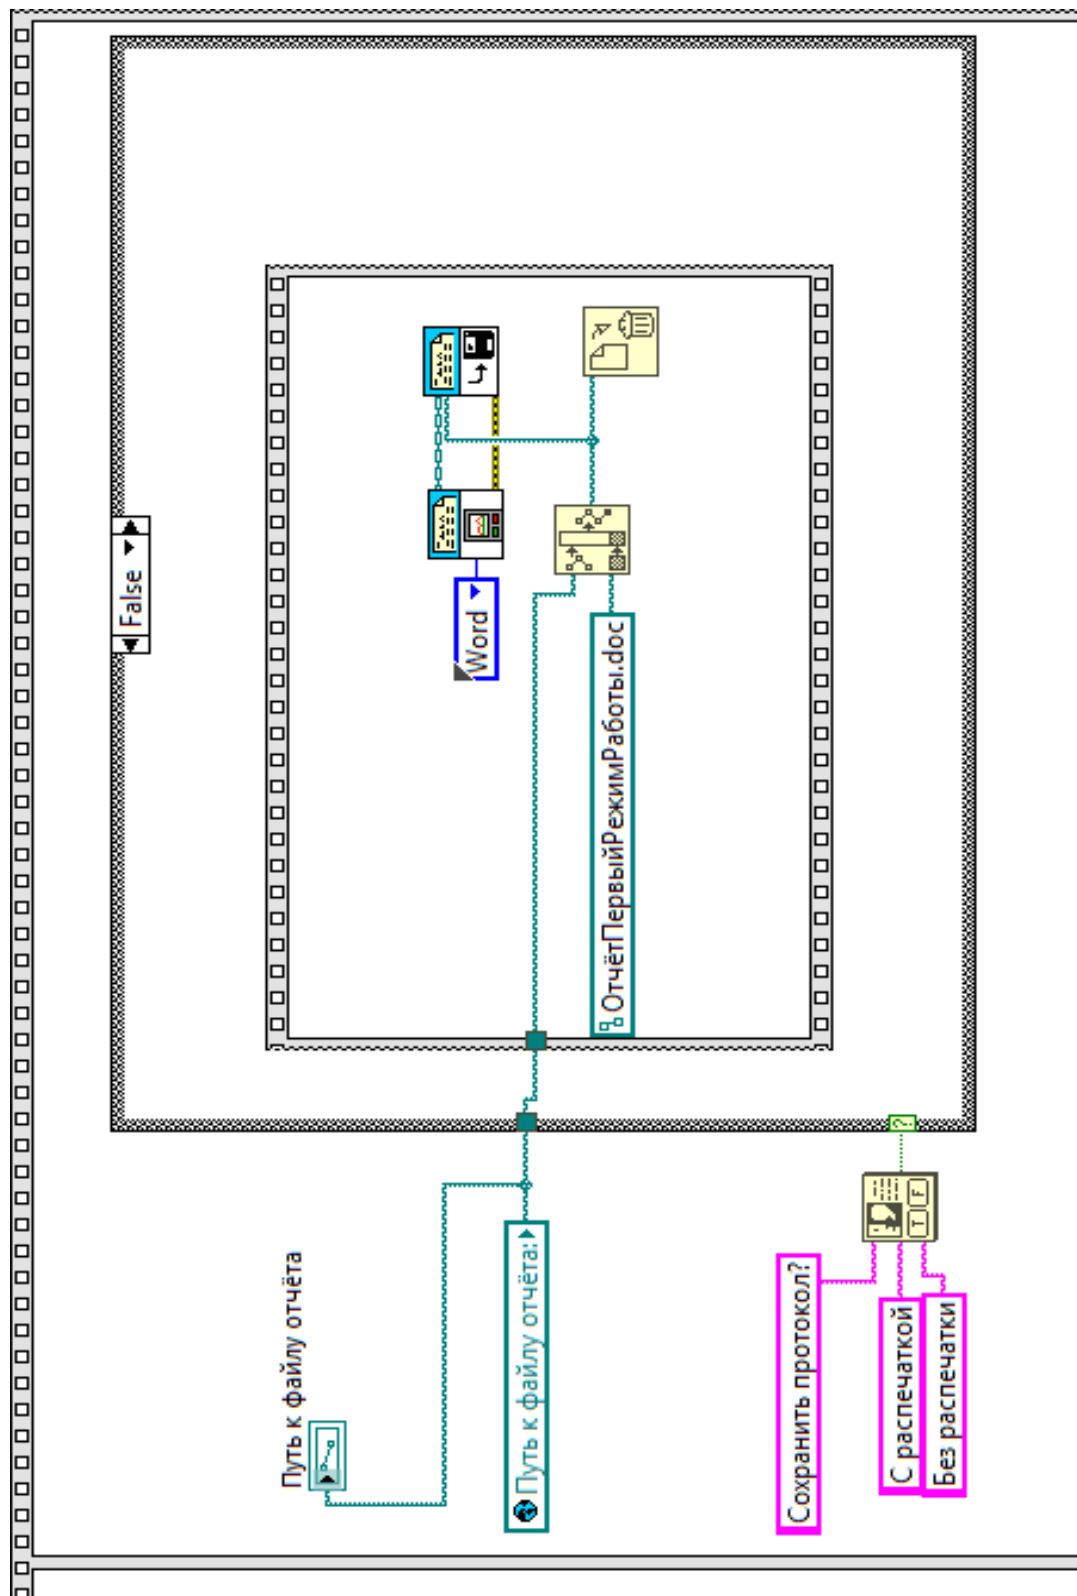 False
Word
ОтчётПервыйРежимРаботы.doc
Путь к файлу отчёта
Путь к файлу отчёта:
Сохранить протокол?
С распечаткой
Без распечатки
?
T F